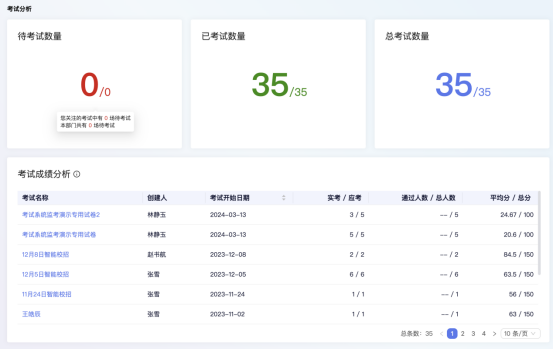 考试分析
待考试数量 已考试数量 总考试数量
0/0 35/35 35/35
您关注的考试中有 0 场待考试
本部门共有 0 场待考试
考试成绩分析
考试名称 创建人 考试开始日期 实考 / 应考 通过人数 / 总人数 平均分 / 总分
考试系统监考演示专用试卷2 林静玉 2024-03-13 3 / 5 -- / 5 24.67 / 100
考试系统监考演示专用试卷 林静玉 2024-03-13 5 / 5 -- / 5 20.6 / 100
12月8日智能校招 赵书航 2023-12-08 2 / 2 -- / 2 84.5 / 150
12月5日智能校招 张雪 2023-12-05 6 / 6 -- / 6 63.5 / 150
11月24日智能校招 张雪 2023-11-24 1 / 1 -- / 1 56 / 150
王皓辰 张雪 2023-11-02 1 / 1 -- / 1 63 / 150
总条数: 35 < 1 2 3 4 > 10 条/页